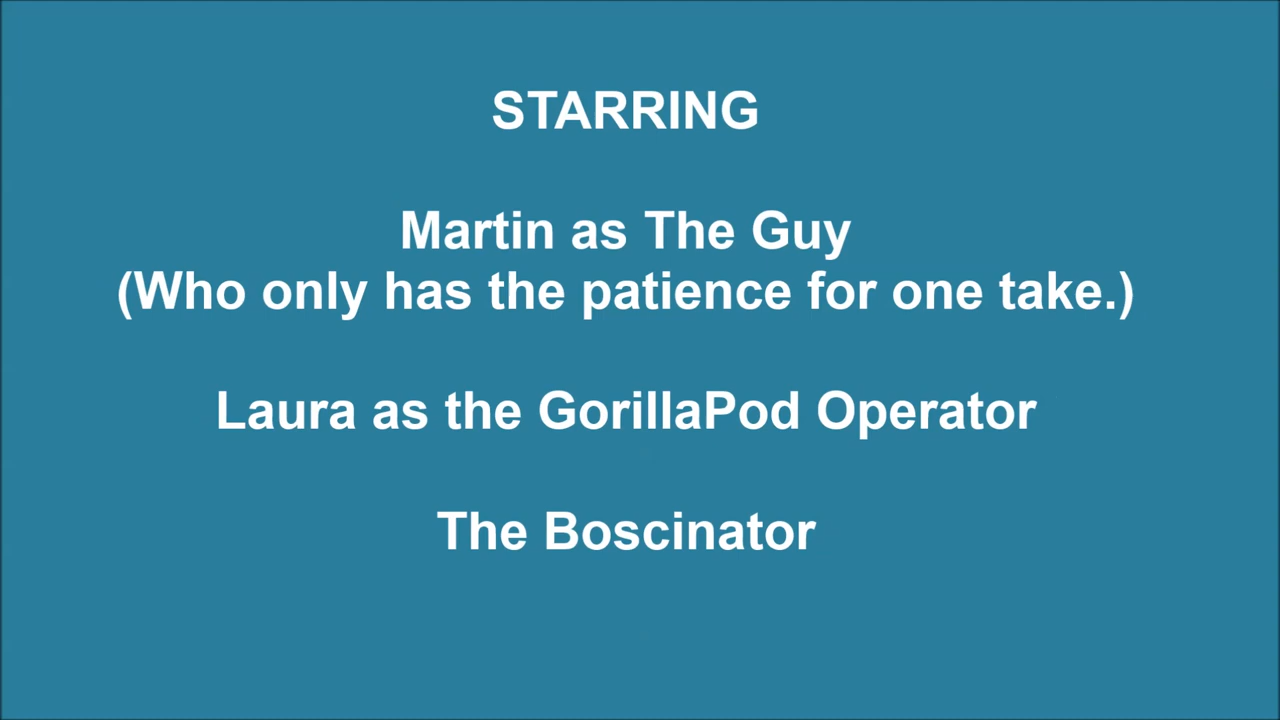 STARRING
Martin as The Guy
(Who only has the patience for one take.)
Laura as the GorillaPod Operator
The Boscinator